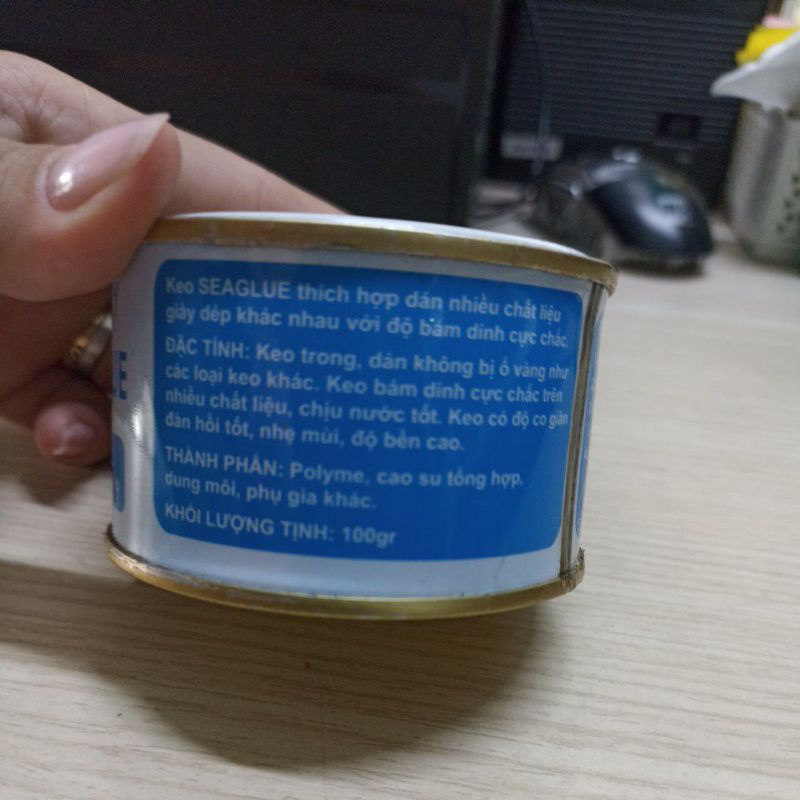 Keo SEAGLUE thích hợp dán nhiều chất liệu
giày dép khác nhau với độ bám dính cực chắc.
ĐẶC TÍNH: Keo trong, dán không bị ố vàng như
các loại keo khác. Keo bám dính cực chắc trên
nhiều chất liệu, chịu nước tốt. Keo có độ co giãn
đàn hồi tốt, nhẹ mùi, độ bền cao.
THÀNH PHẦN: Polyme, cao su tổng hợp,
dung môi, phụ gia khác.
KHỐI LƯỢNG TỊNH: 100gr